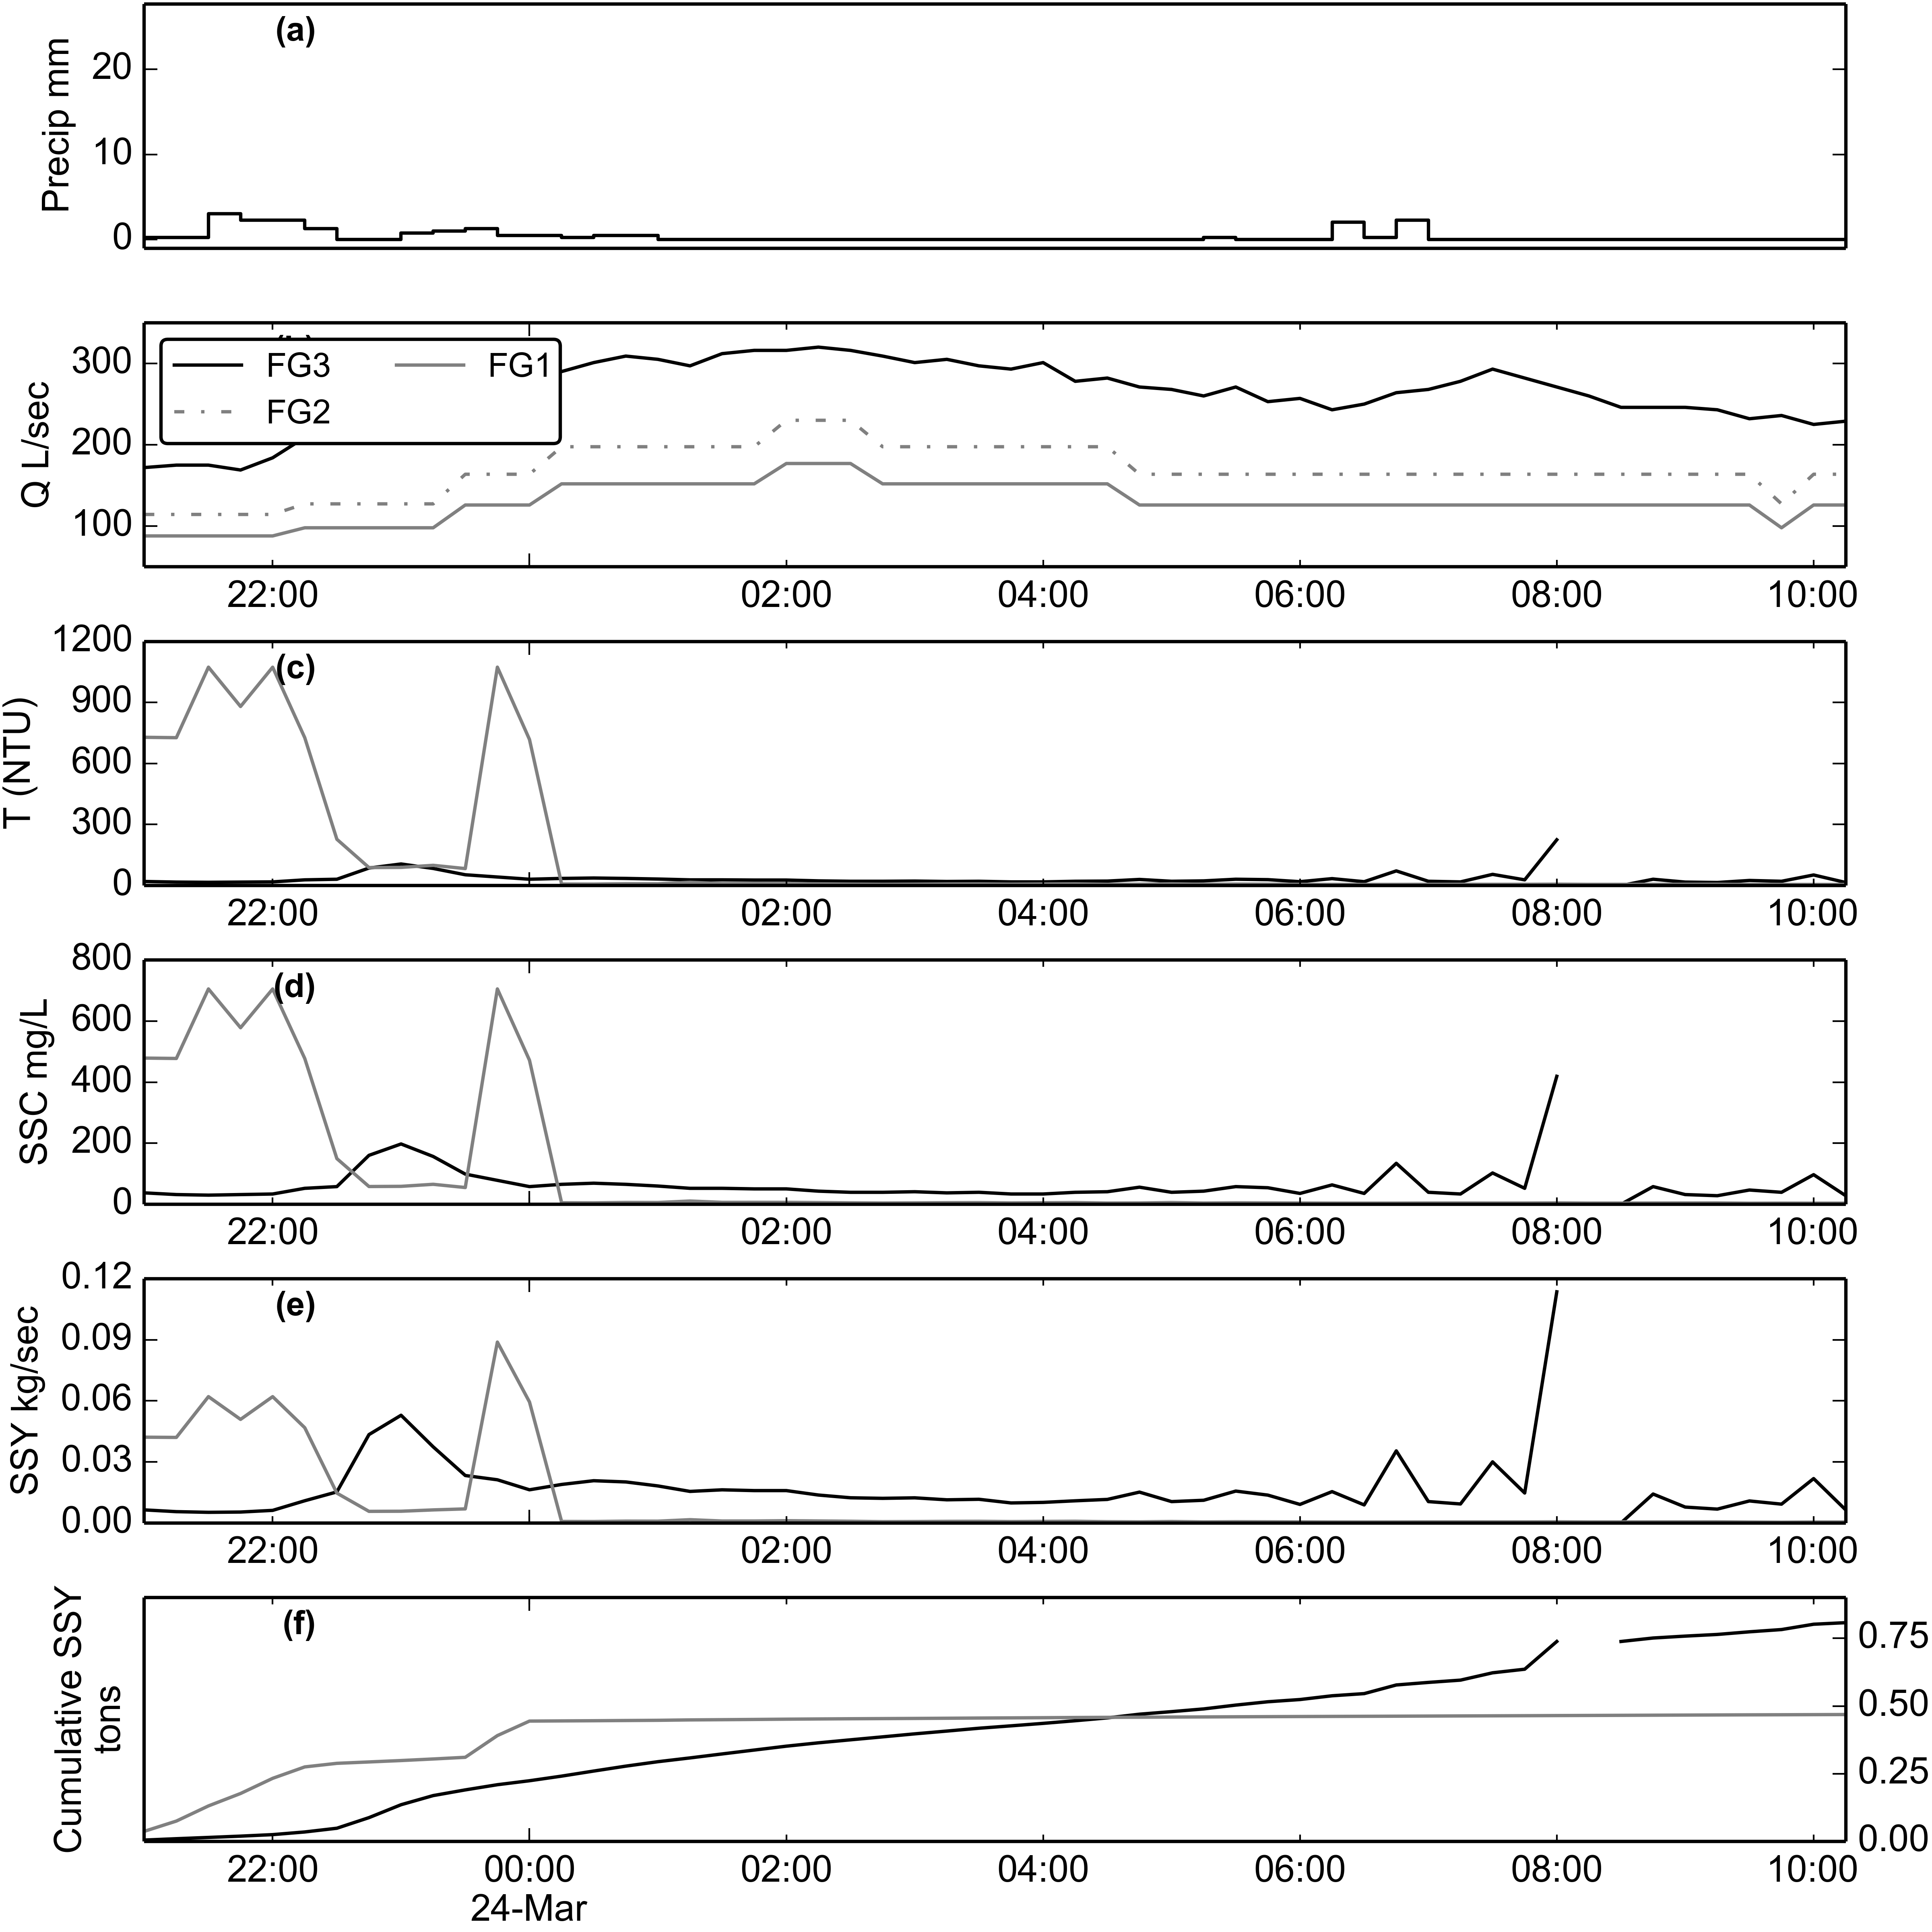 (a)
Precip mm
20
10
0
FG3 FG1
FG2
Q L/sec
300
200
100
22:00 02:00 04:00 06:00 08:00 10:00
(c)
T (NTU)
1200
900
600
300
0
22:00 02:00 04:00 06:00 08:00 10:00
(d)
SSC mg/L
800
600
400
200
0
22:00 02:00 04:00 06:00 08:00 10:00
(e)
SSY kg/sec
0.12
0.09
0.06
0.03
0.00
22:00 02:00 04:00 06:00 08:00 10:00
(f)
Cumulative SSY
tons
0.75
0.50
0.25
0.00
22:00 00:00 02:00 04:00 06:00 08:00 10:00
24-Mar